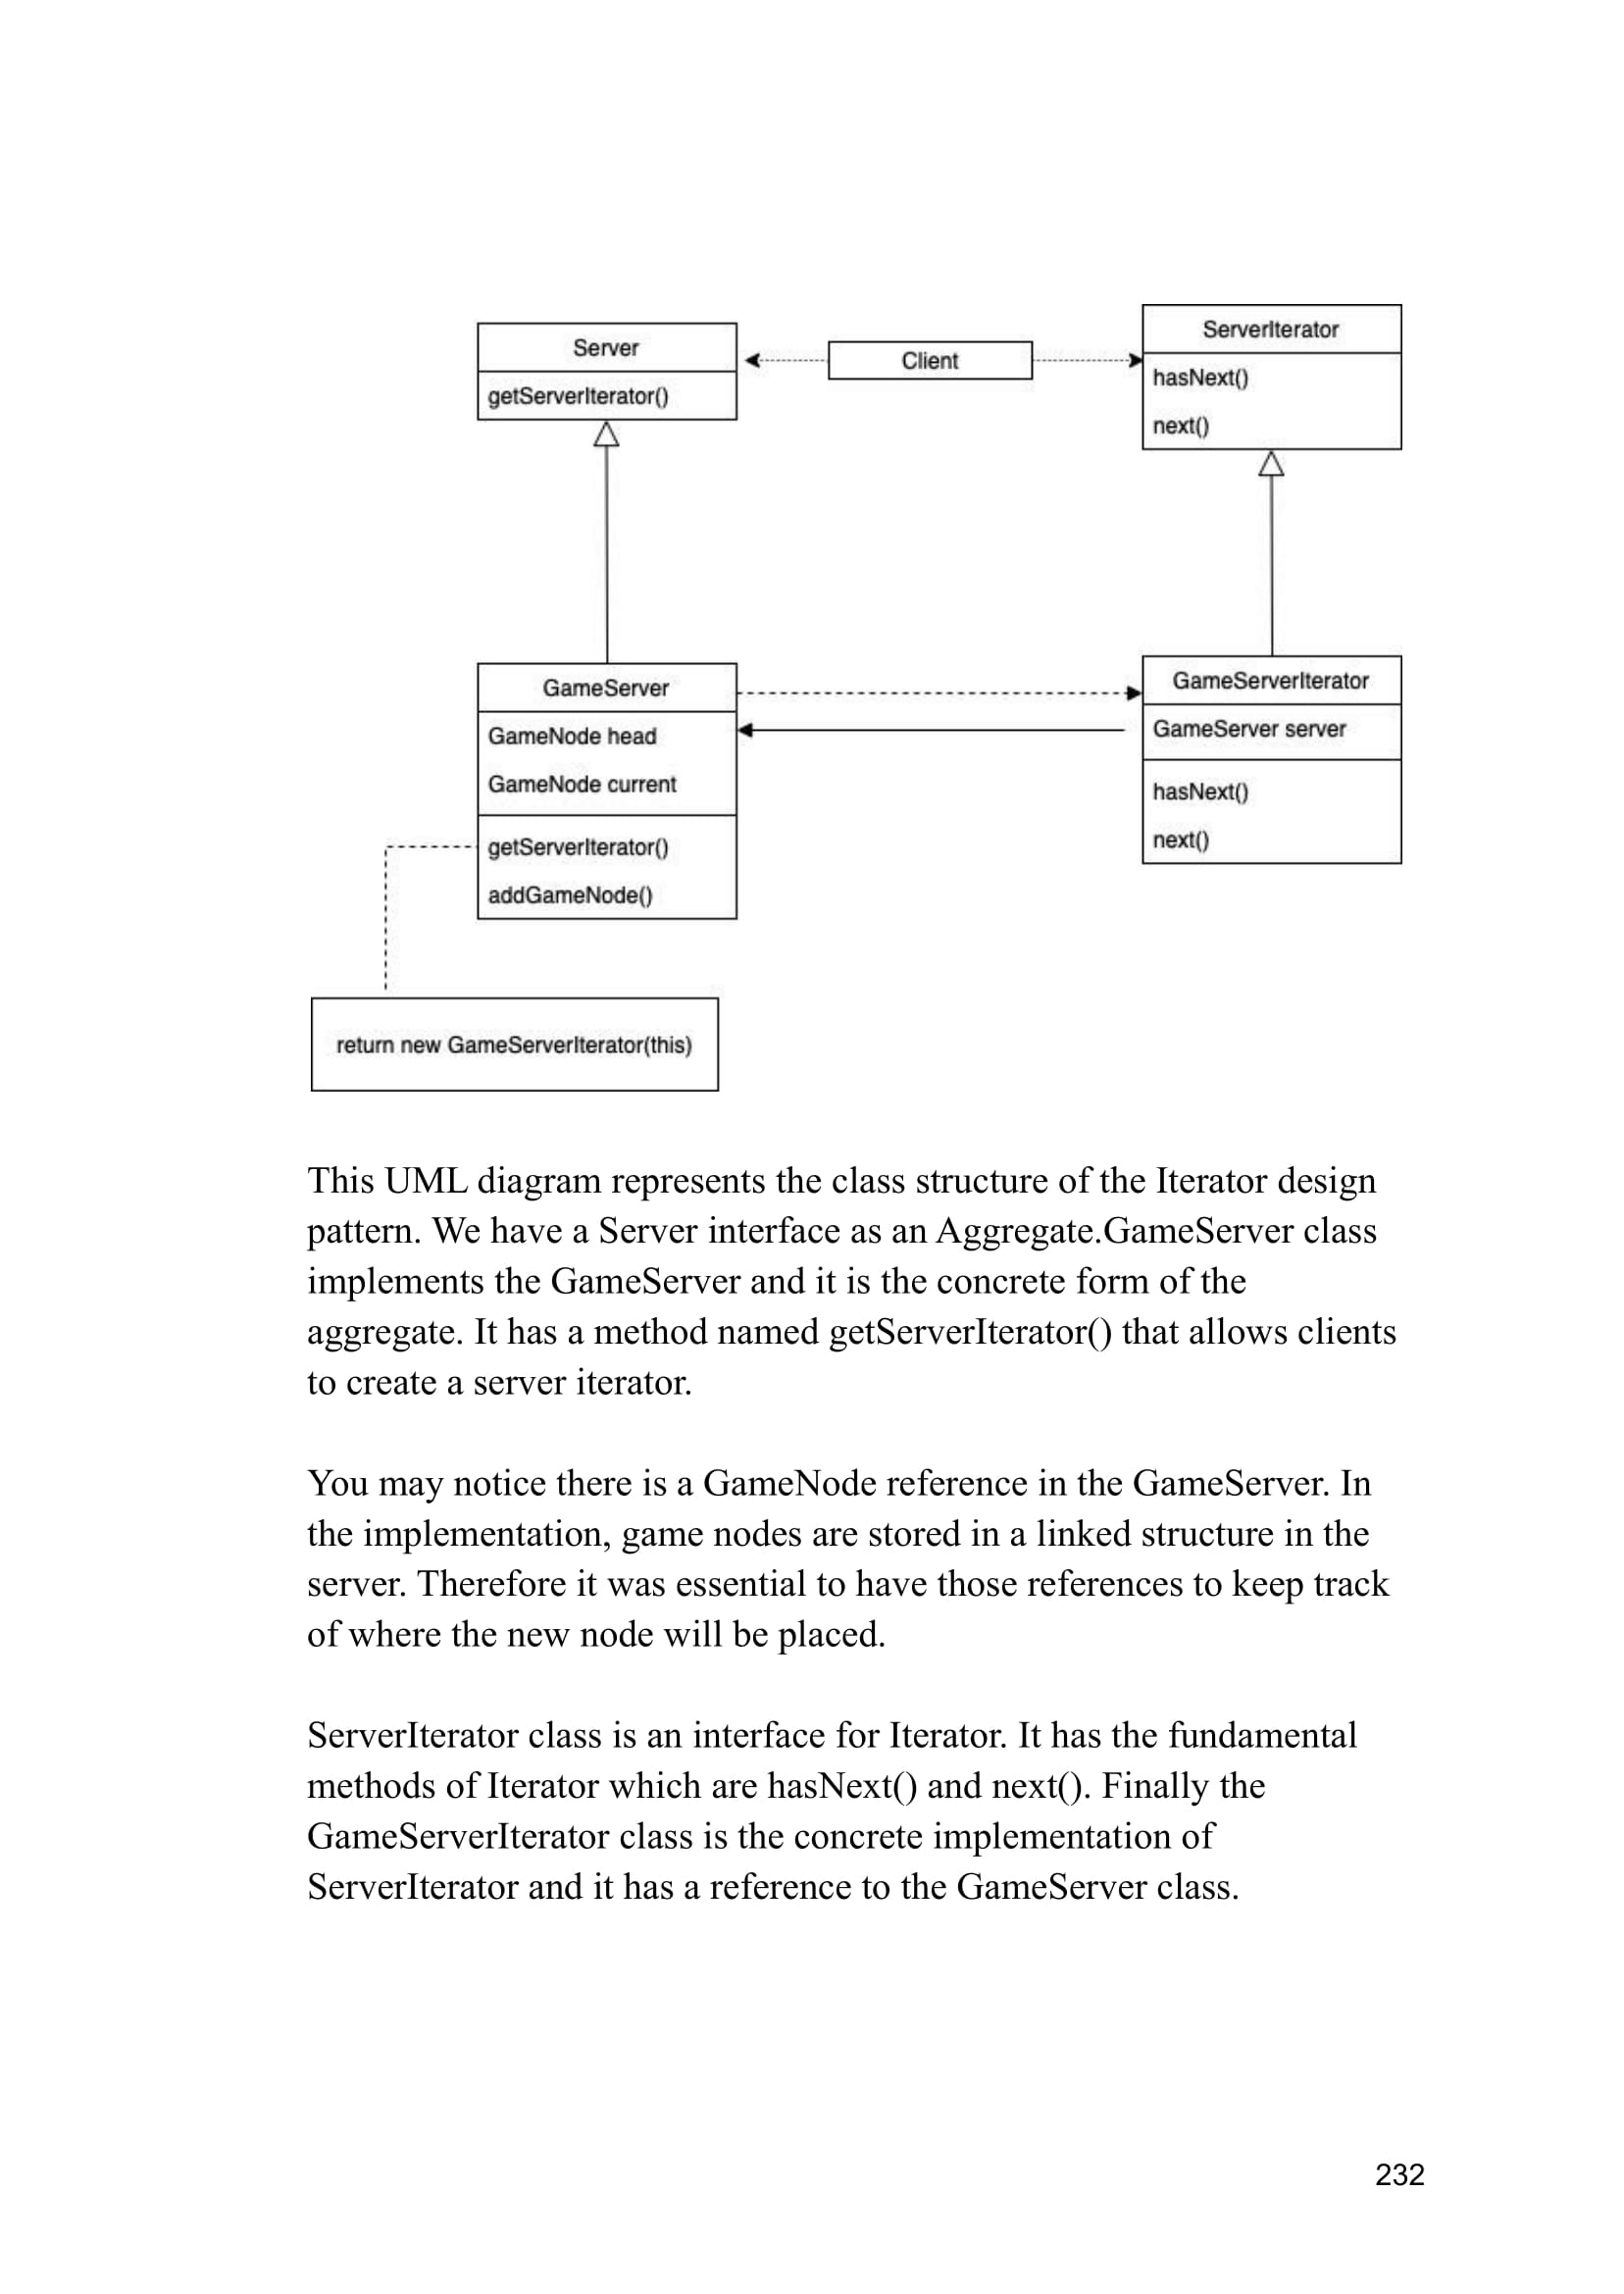 Server
getServerIterator()
Client
ServerIterator
hasNext()
next()
GameServer
GameNode head
GameNode current
getServerIterator()
addGameNode()
GameServerIterator
GameServer server
hasNext()
next()
return new GameServerIterator(this)
This UML diagram represents the class structure of the Iterator design
pattern. We have a Server interface as an Aggregate.GameServer class
implements the GameServer and it is the concrete form of the
aggregate. It has a method named getServerIterator() that allows clients
to create a server iterator.
You may notice there is a GameNode reference in the GameServer. In
the implementation, game nodes are stored in a linked structure in the
server. Therefore it was essential to have those references to keep track
of where the new node will be placed.
ServerIterator class is an interface for Iterator. It has the fundamental
methods of Iterator which are hasNext() and next(). Finally the
GameServerIterator class is the concrete implementation of
ServerIterator and it has a reference to the GameServer class.
232